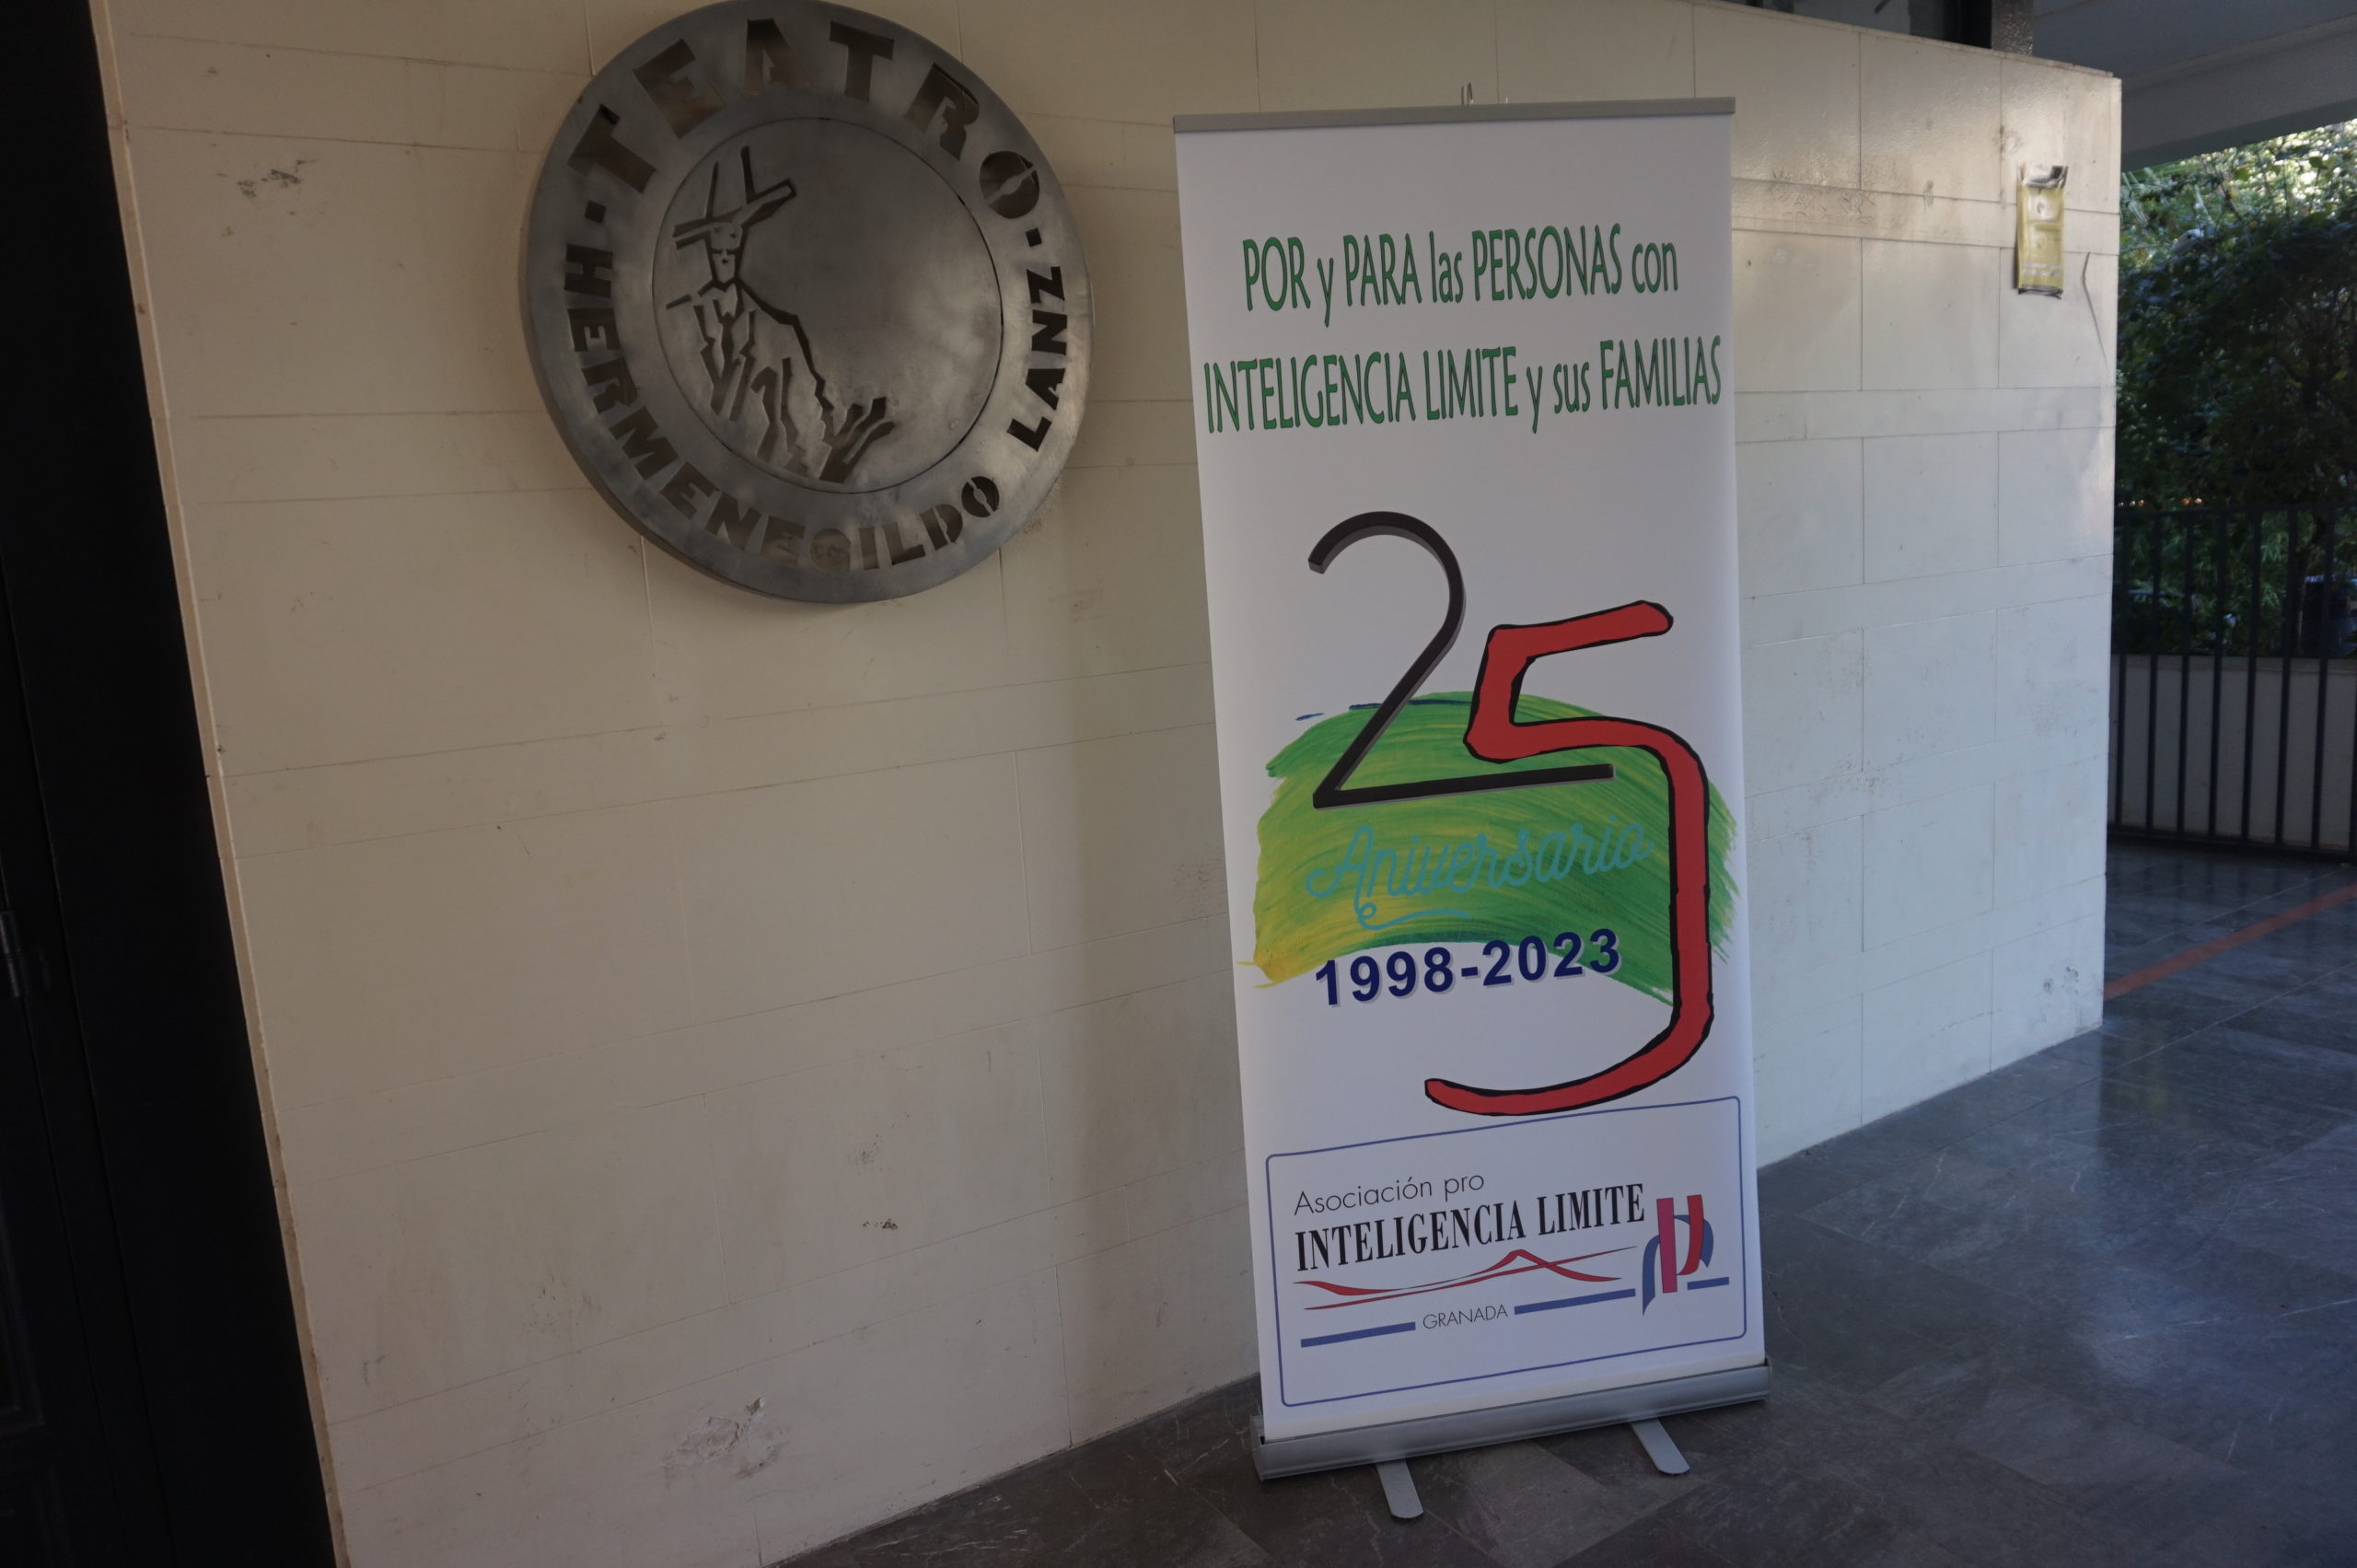 ·TEATRO·
HERMENEGILDO LANZ
POR y PARA las PERSONAS con
INTELIGENCIA LIMITE y sus FAMILIAS
25
Aniversario
1998-2023
Asociación pro
INTELIGENCIA LIMITE
GRANADA